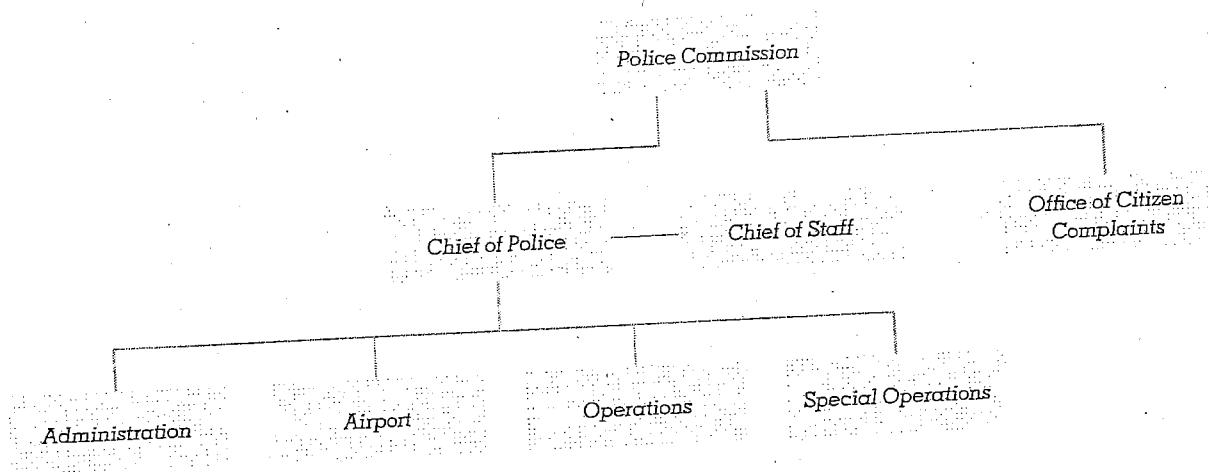 Police Commission
Chief of Police
Chief of Staff
Office of Citizen
Complaints
Administration
Airport
Operations
Special Operations